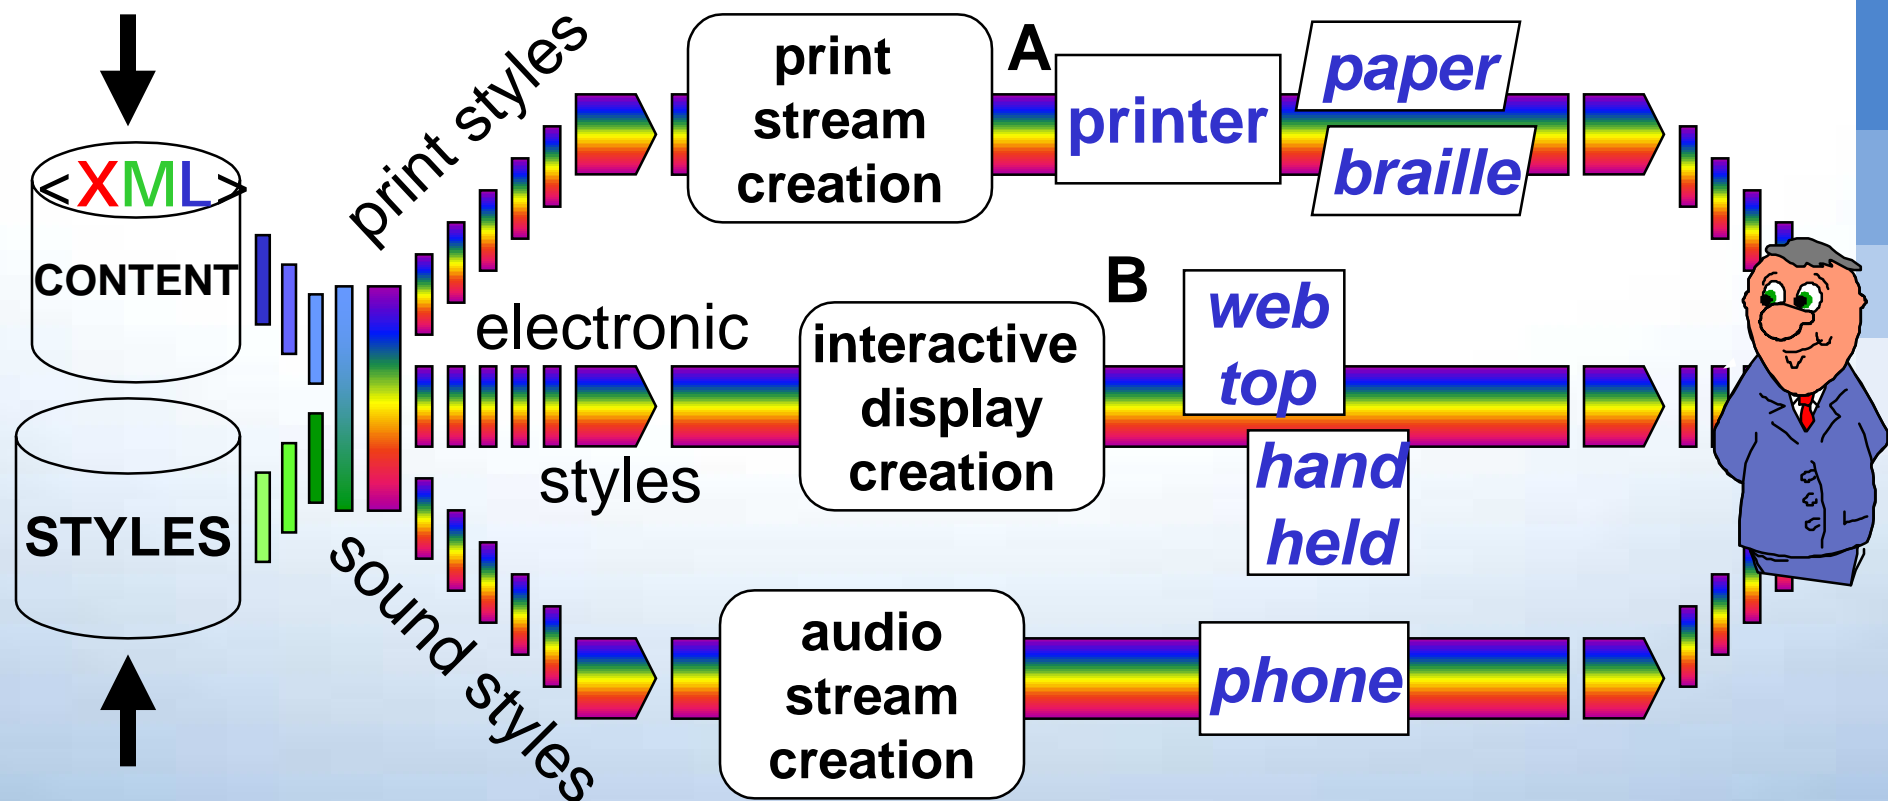 <XML>
CONTENT
STYLES
print styles
print
stream
creation
A
printer
paper
braille
electronic
styles
interactive
display
creation
B
web
top
hand
held
sound styles
audio
stream
creation
phone